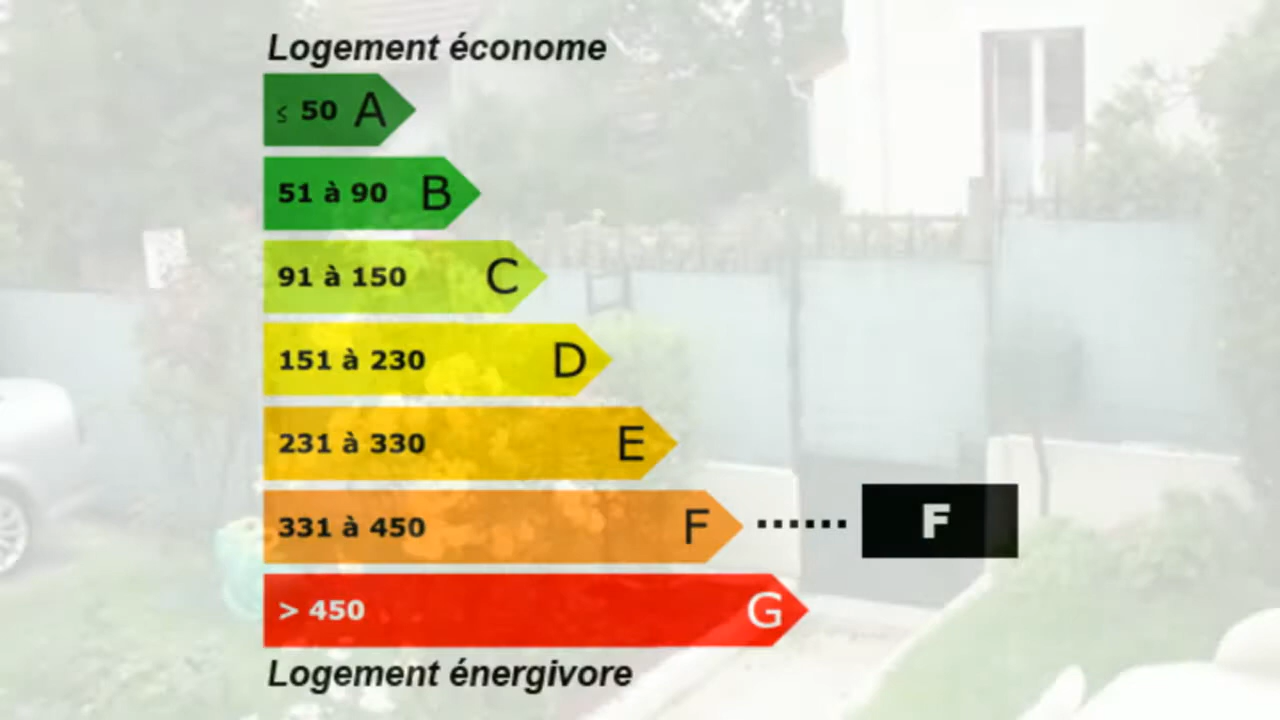 Logement économe
≤ 50 A
51 à 90 B
91 à 150 C
151 à 230 D
231 à 330 E
331 à 450 F ...... F
> 450 G
Logement énergivore